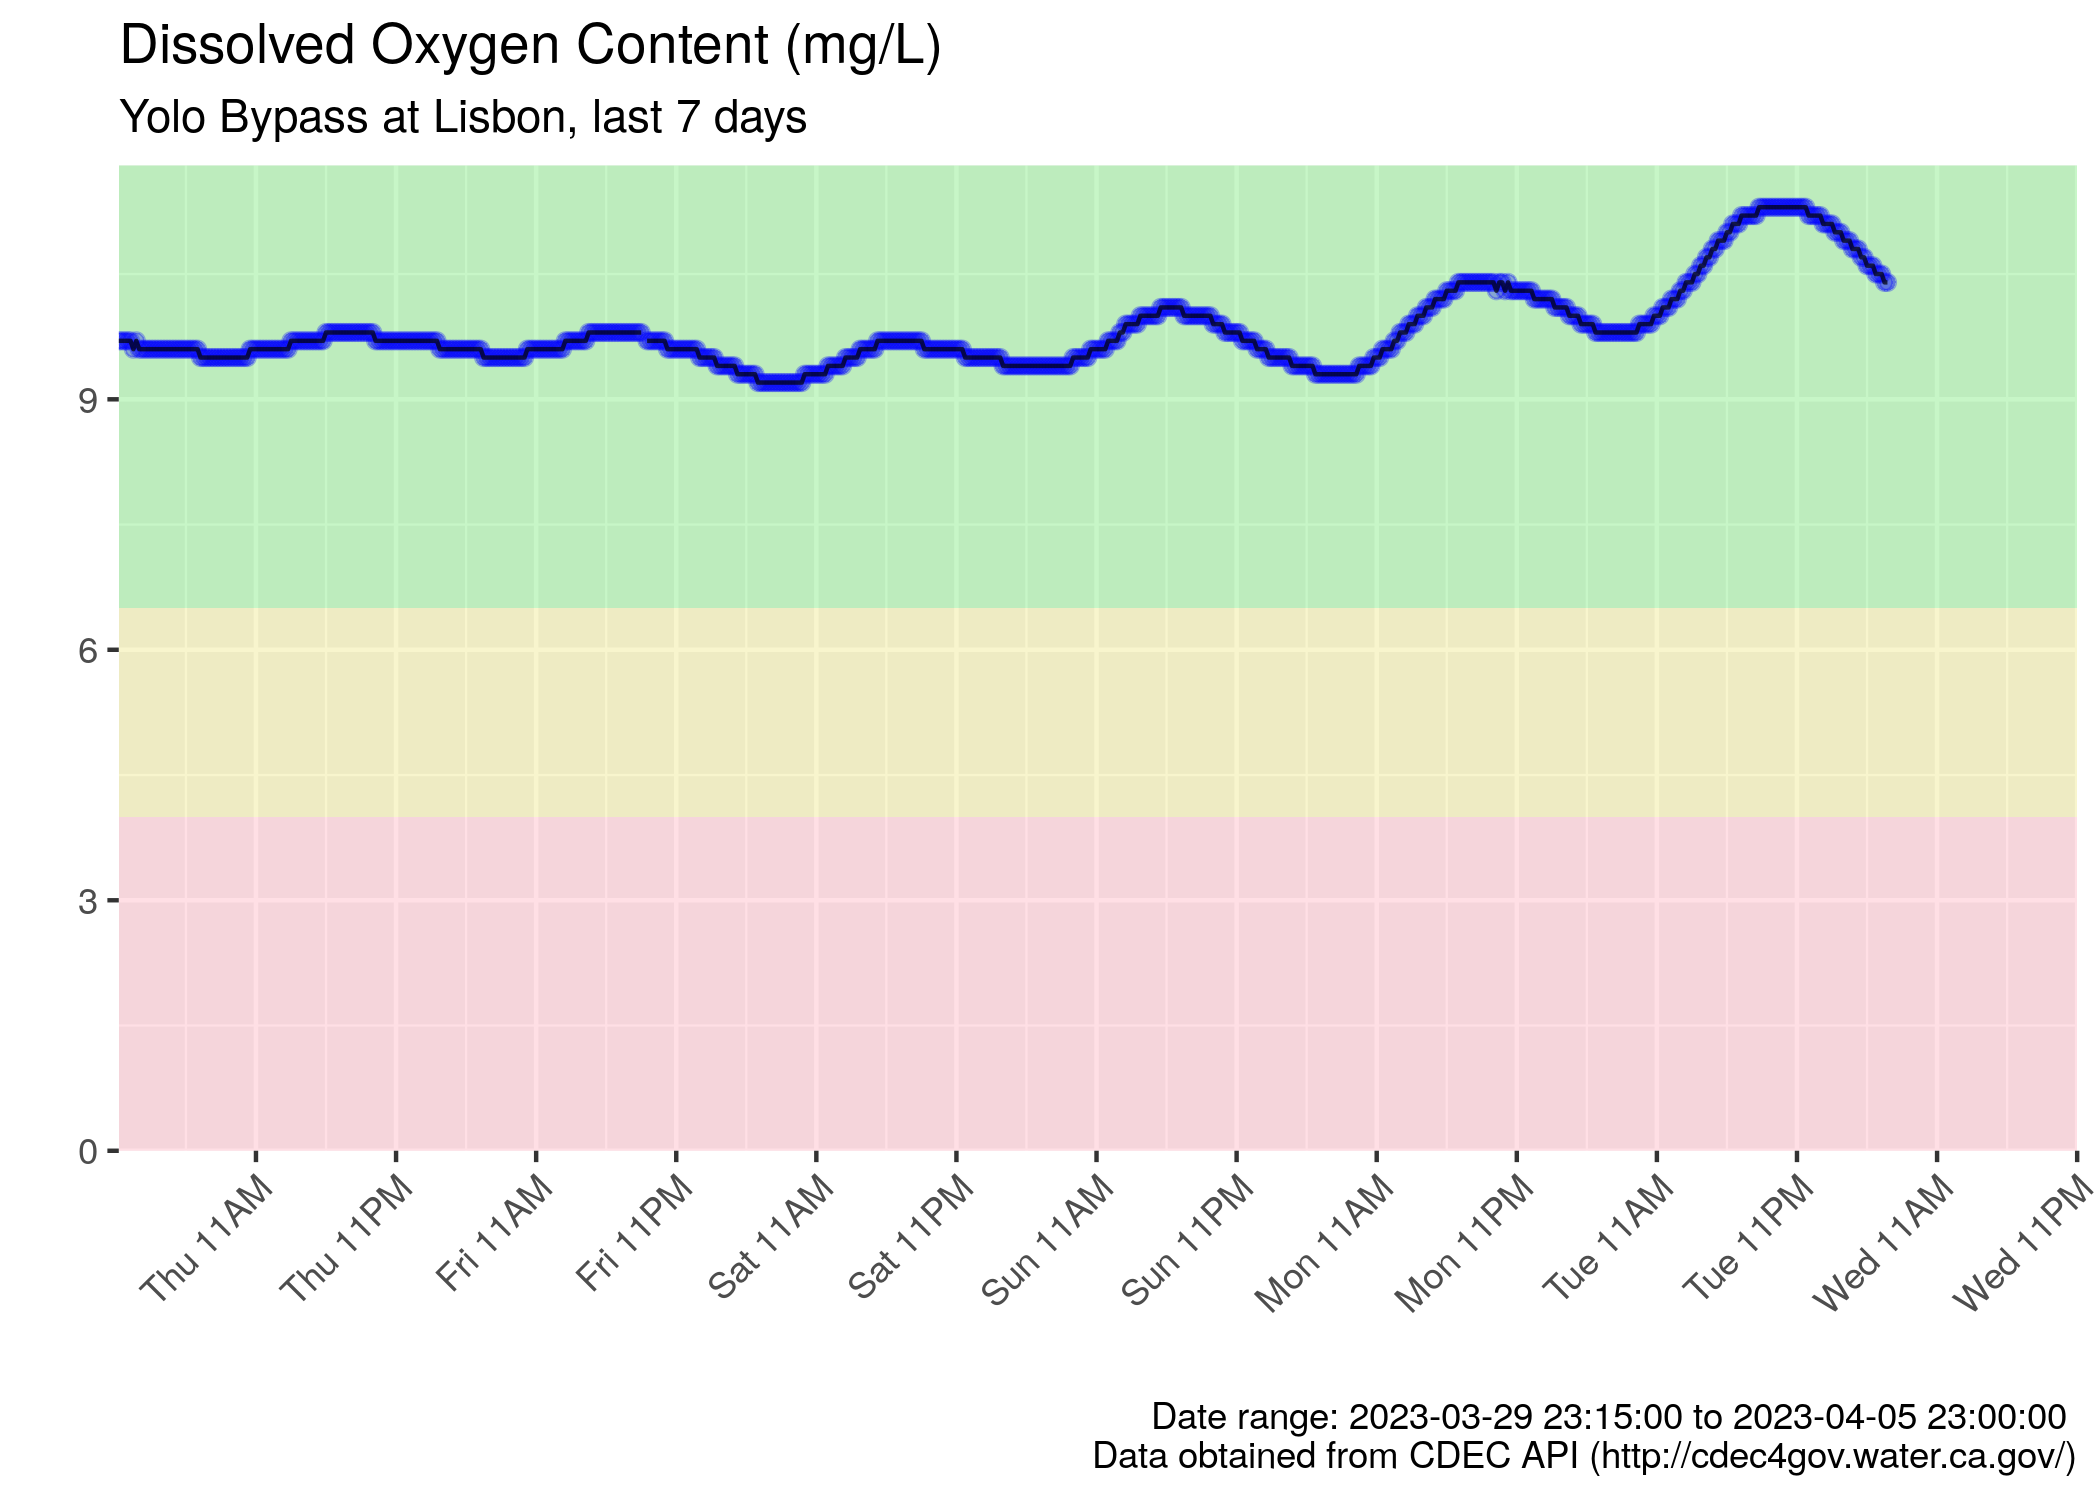 Dissolved Oxygen Content (mg/L)
Yolo Bypass at Lisbon, last 7 days
9
6
3
0
Thu 11AM
Thu 11PM
Fri 11AM
Fri 11PM
Sat 11AM
Sat 11PM
Sun 11AM
Sun 11PM
Mon 11AM
Mon 11PM
Tue 11AM
Tue 11PM
Wed 11AM
Wed 11PM
Date range: 2023-03-29 23:15:00 to 2023-04-05 23:00:00
Data obtained from CDEC API (http://cdec4gov.water.ca.gov/)